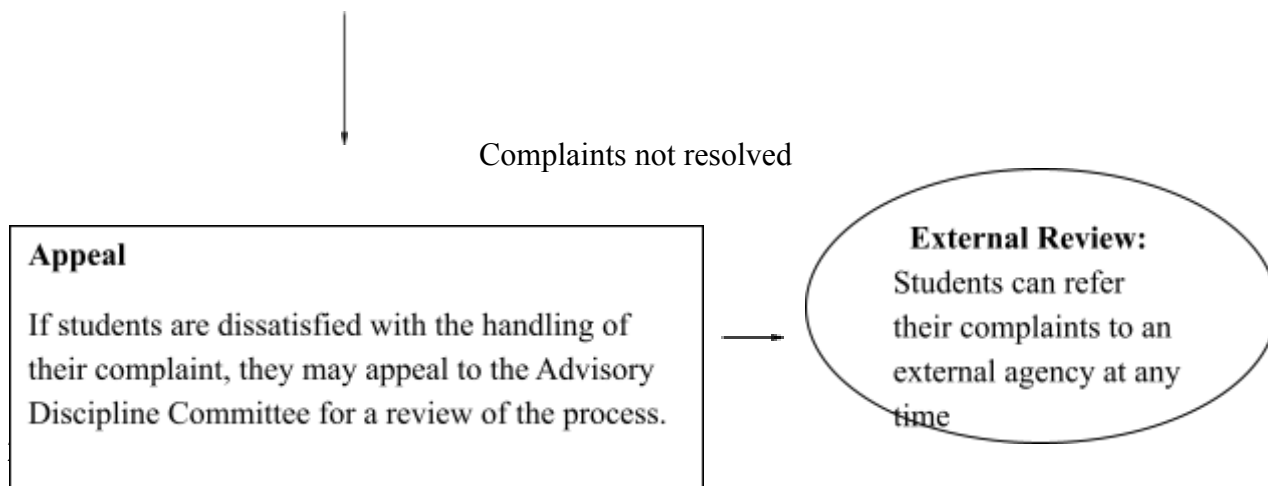 Complaints not resolved
Appeal
If students are dissatisfied with the handling of
their complaint, they may appeal to the Advisory
Discipline Committee for a review of the process.
External Review:
Students can refer
their complaints to an
external agency at any
time